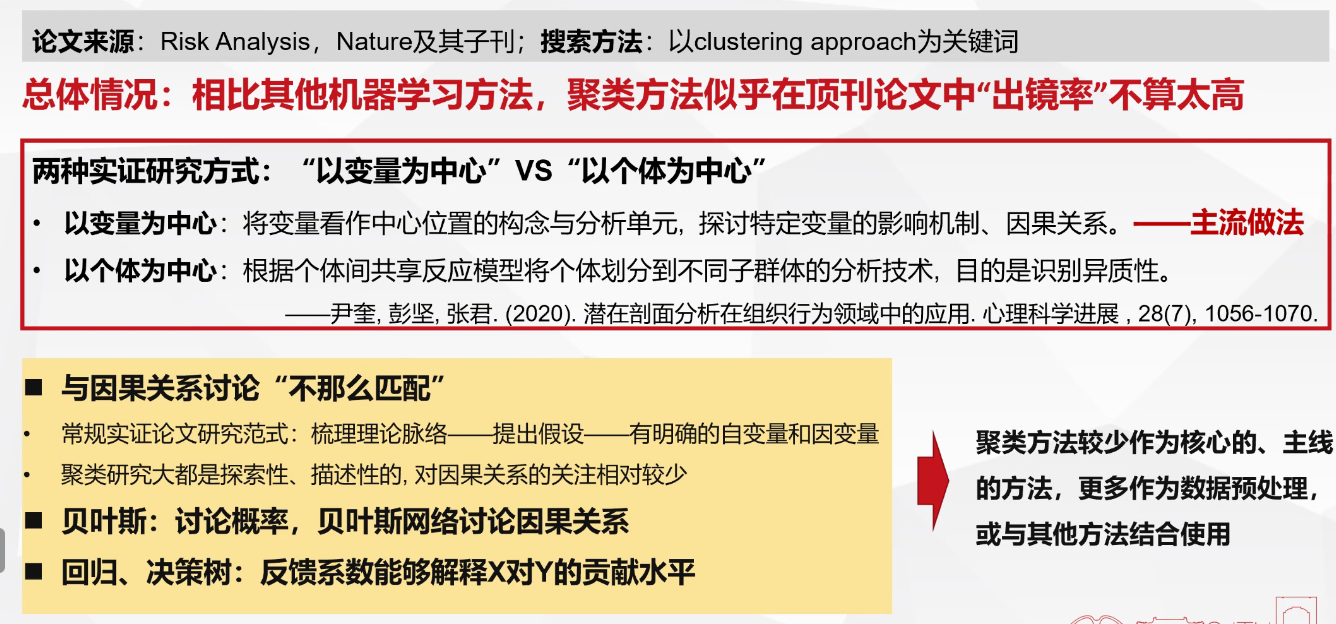 论文来源：Risk Analysis，Nature及其子刊；搜索方法：以clustering approach为关键词
总体情况：相比其他机器学习方法，聚类方法似乎在顶刊论文中“出镜率”不算太高
两种实证研究方式：“以变量为中心”VS“以个体为中心”
• 以变量为中心：将变量看作中心位置的构念与分析单元, 探讨特定变量的影响机制、因果关系。——主流做法
• 以个体为中心：根据个体间共享反应模型将个体划分到不同子群体的分析技术, 目的是识别异质性。
——尹奎, 彭坚, 张君. (2020). 潜在剖面分析在组织行为领域中的应用. 心理科学进展 , 28(7), 1056-1070.
■ 与因果关系讨论“不那么匹配”
• 常规实证论文研究范式：梳理理论脉络——提出假设——有明确的自变量和因变量
• 聚类研究大都是探索性、描述性的, 对因果关系的关注相对较少
■ 贝叶斯：讨论概率，贝叶斯网络讨论因果关系
■ 回归、决策树：反馈系数能够解释X对Y的贡献水平
聚类方法较少作为核心的、主线
的方法，更多作为数据预处理，
或与其他方法结合使用